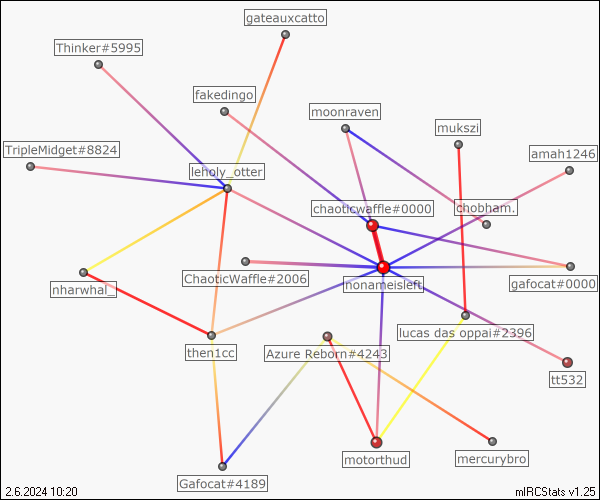 gateauxcatto
Thinker#5995
fakedingo
moonraven
mukszi
TripleMidget#8824
amah1246
leholy_otter
chaoticwaffle#0000
chobham.
ChaoticWaffle#2006
nonameisleft
gafocat#0000
nharwhal_
lucas das oppai#2396
then1cc
Azure Reborn#4243
tt532
motorthud
mercurybro
Gafocat#4189
2.6.2024 10:20
mIRCStats v1.25